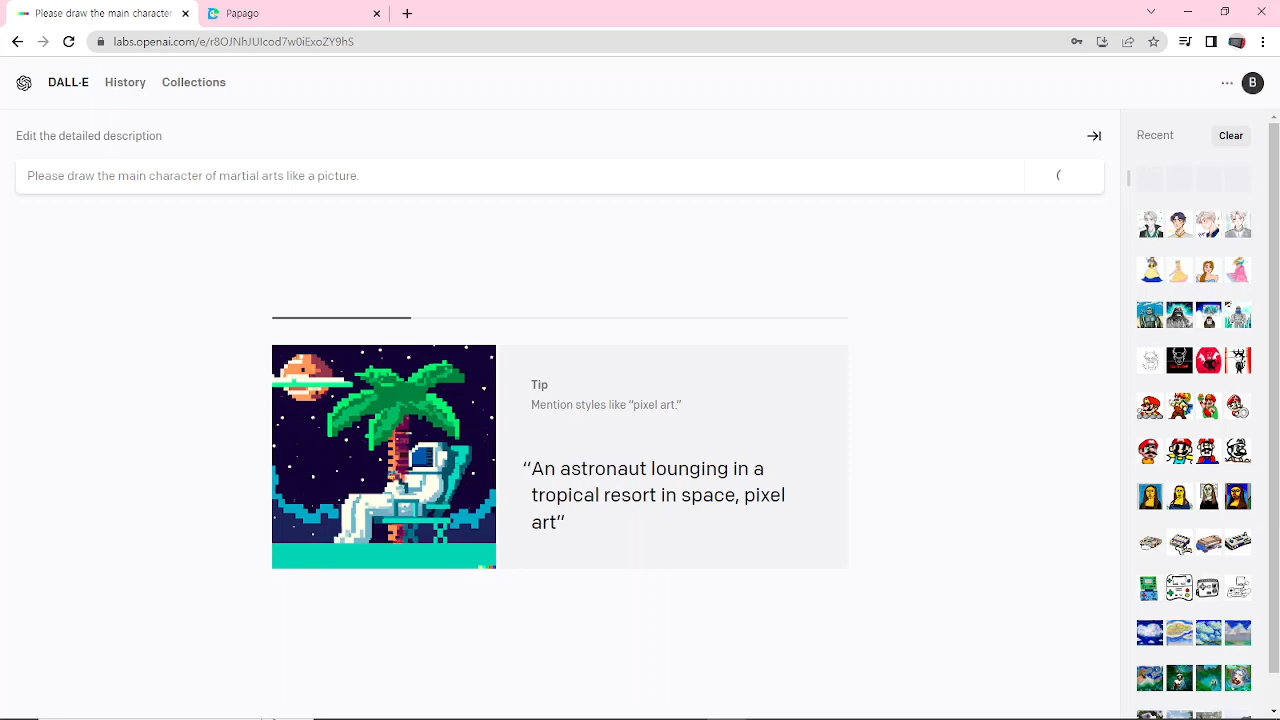 Please draw the main character
Papago
labs.openai.com/e/r8OJNhJUIcod7w0iExoZY9hS
DALL·E
History
Collections
B
Edit the detailed description
Recent
Clear
Please draw the main character of martial arts like a picture.
Tip
Mention styles like “pixel art.”
“An astronaut lounging in a
tropical resort in space, pixel
art”